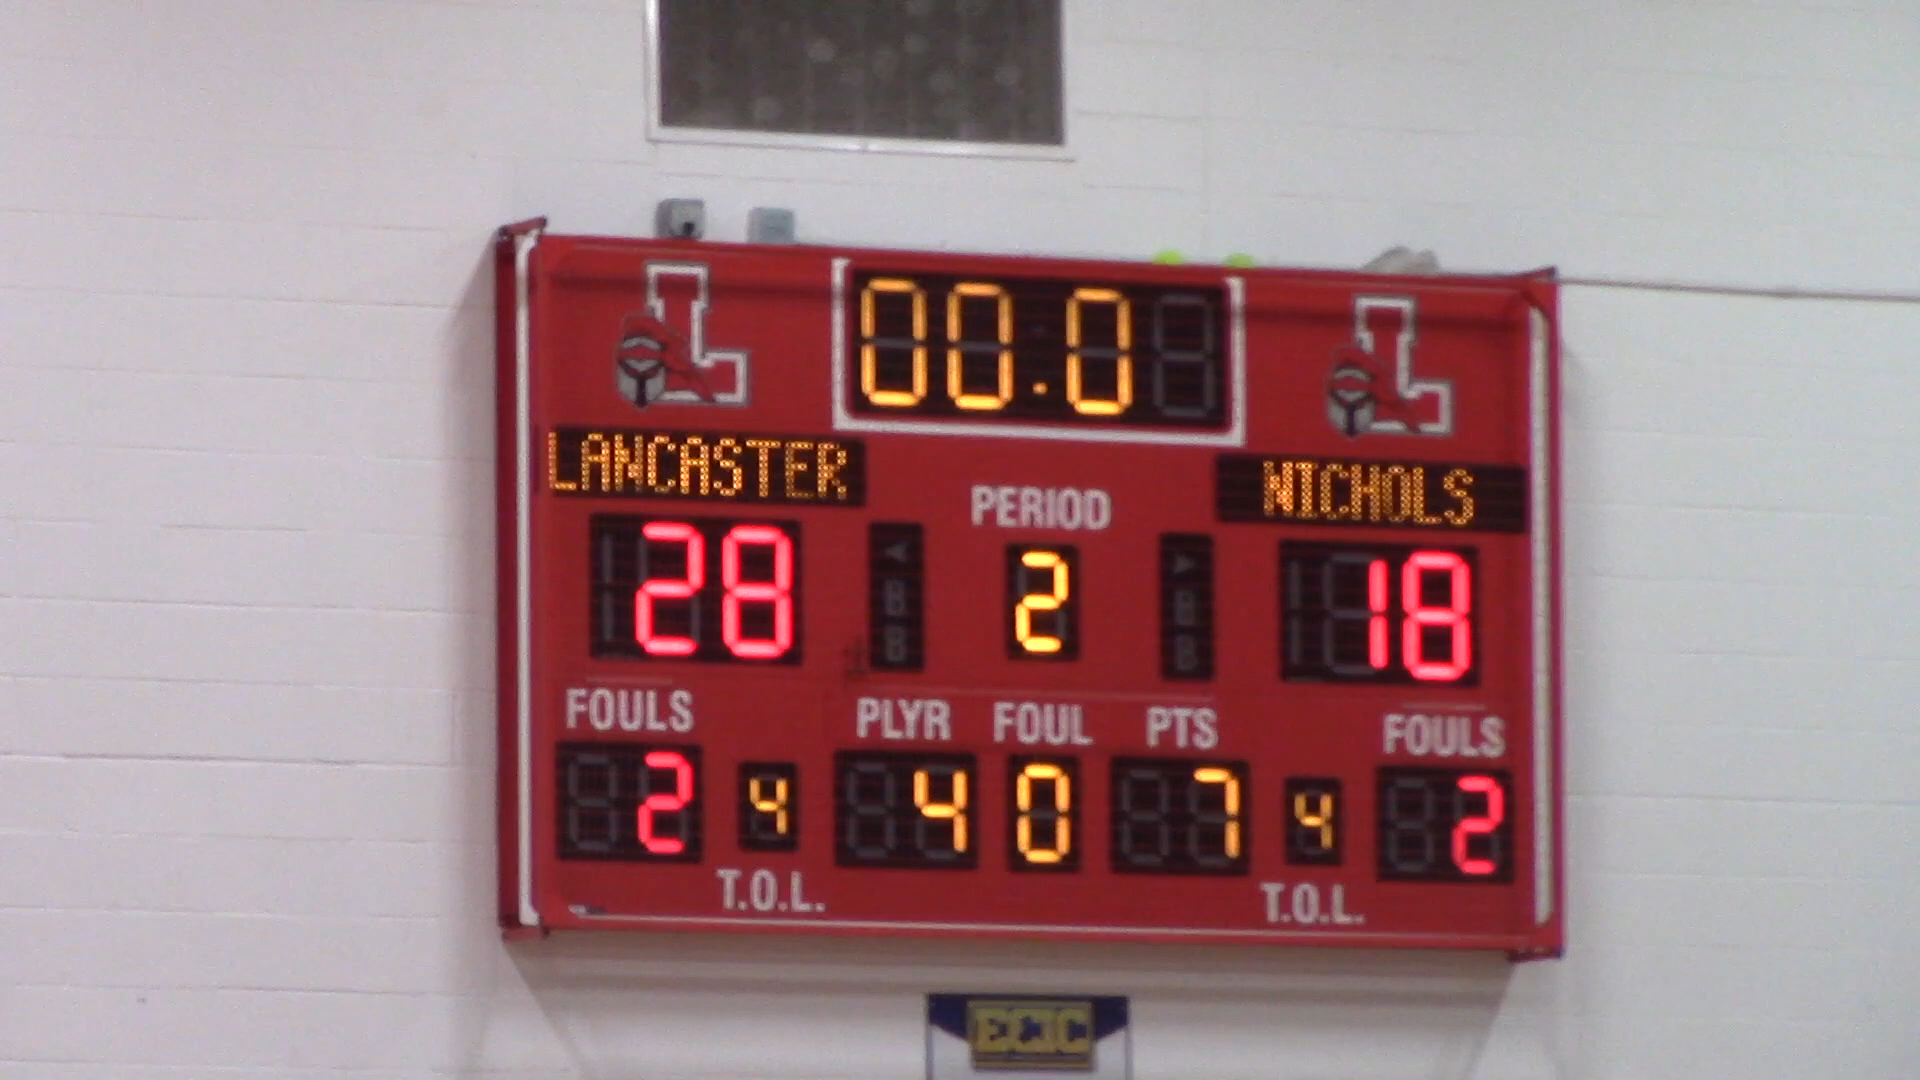 L 00.0 L
LANCASTER NICHOLS
PERIOD
28 2 18
FOULS PLYR FOUL PTS FOULS
2 4 4 0 7 4 2
T.O.L. T.O.L.
ECIC